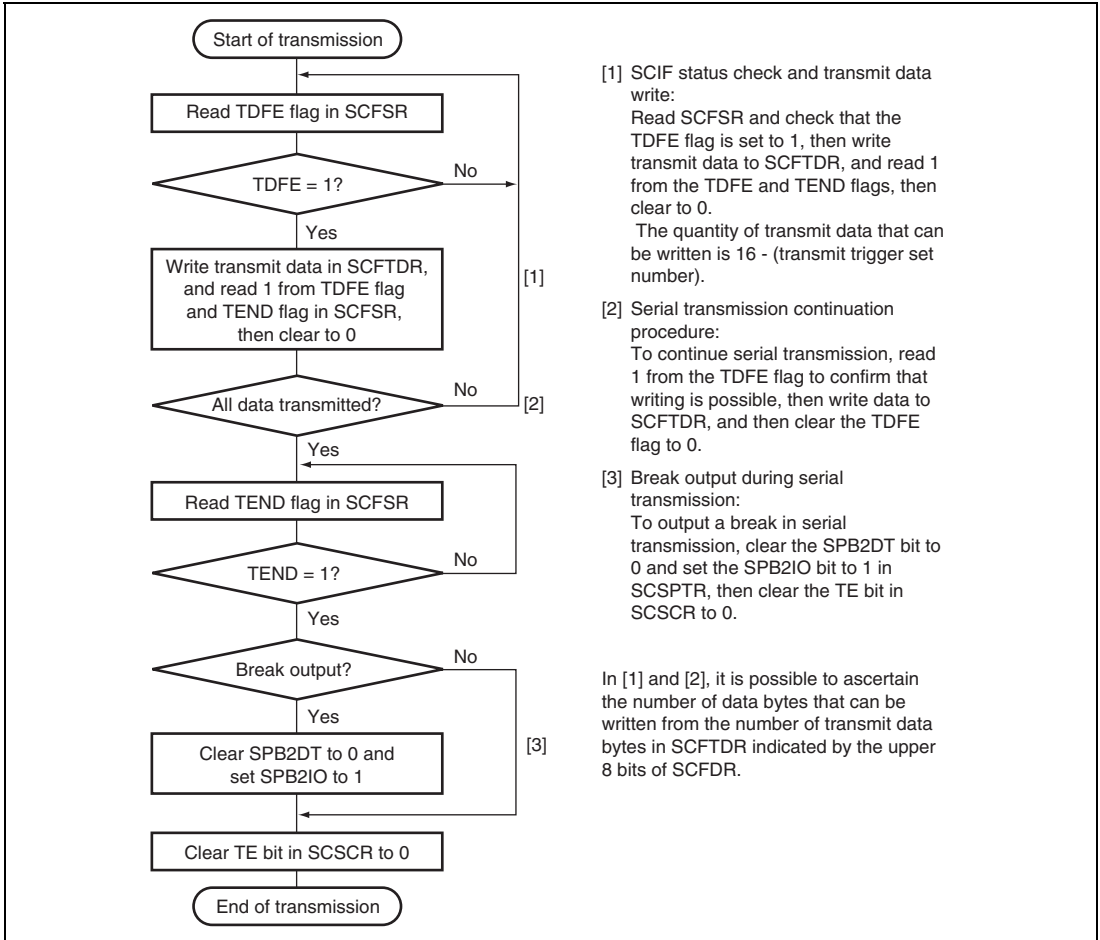 Start of transmission
Read TDFE flag in SCFSR
TDFE = 1?
No
Yes
Write transmit data in SCFTDR,
and read 1 from TDFE flag
and TEND flag in SCFSR,
then clear to 0
[1]
All data transmitted?
No
[2]
Yes
Read TEND flag in SCFSR
TEND = 1?
No
Yes
Break output?
No
Yes
Clear SPB2DT to 0 and
set SPB2IO to 1
[3]
Clear TE bit in SCSCR to 0
End of transmission
[1] SCIF status check and transmit data
write:
Read SCFSR and check that the
TDFE flag is set to 1, then write
transmit data to SCFTDR, and read 1
from the TDFE and TEND flags, then
clear to 0.
The quantity of transmit data that can
be written is 16 - (transmit trigger set
number).
[2] Serial transmission continuation
procedure:
To continue serial transmission, read
1 from the TDFE flag to confirm that
writing is possible, then write data to
SCFTDR, and then clear the TDFE
flag to 0.
[3] Break output during serial
transmission:
To output a break in serial
transmission, clear the SPB2DT bit to
0 and set the SPB2IO bit to 1 in
SCSPTR, then clear the TE bit in
SCSCR to 0.
In [1] and [2], it is possible to ascertain
the number of data bytes that can be
written from the number of transmit data
bytes in SCFTDR indicated by the upper
8 bits of SCFDR.